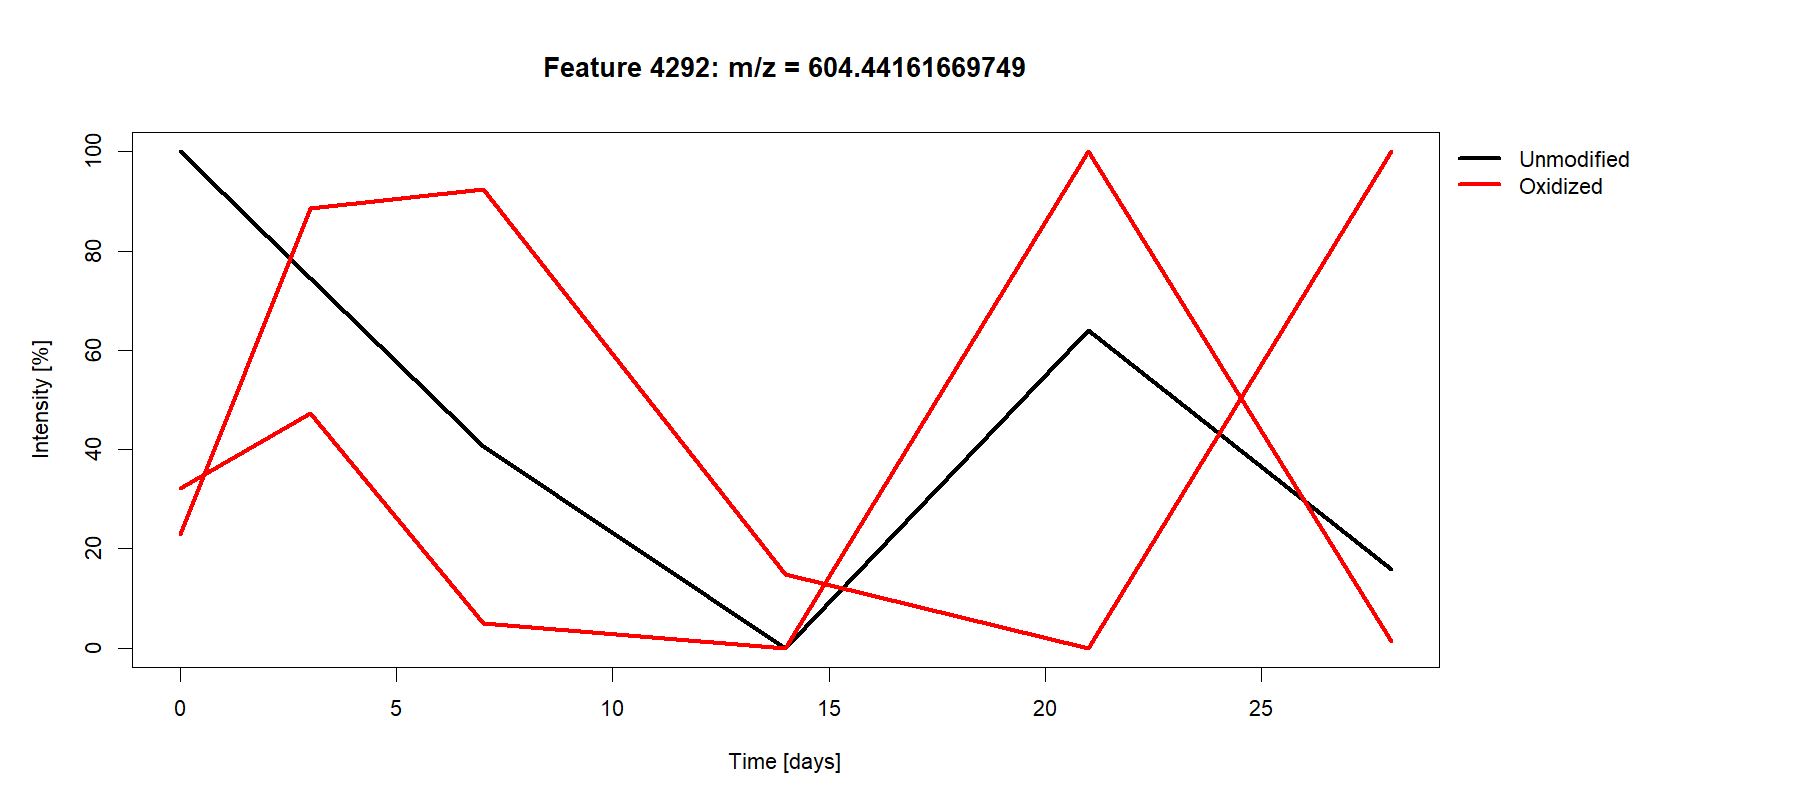 Feature 4292: m/z = 604.44161669749
Unmodified
Oxidized
Intensity [%]
100
80
60
40
20
0
0 5 10 15 20 25
Time [days]